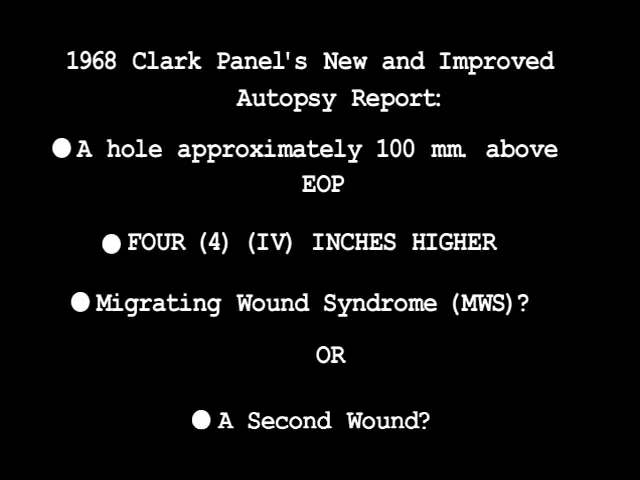 1968 Clark Panel's New and Improved
Autopsy Report:
● A hole approximately 100 mm. above
EOP
● FOUR (4) (IV) INCHES HIGHER
● Migrating Wound Syndrome (MWS)?
OR
● A Second Wound?